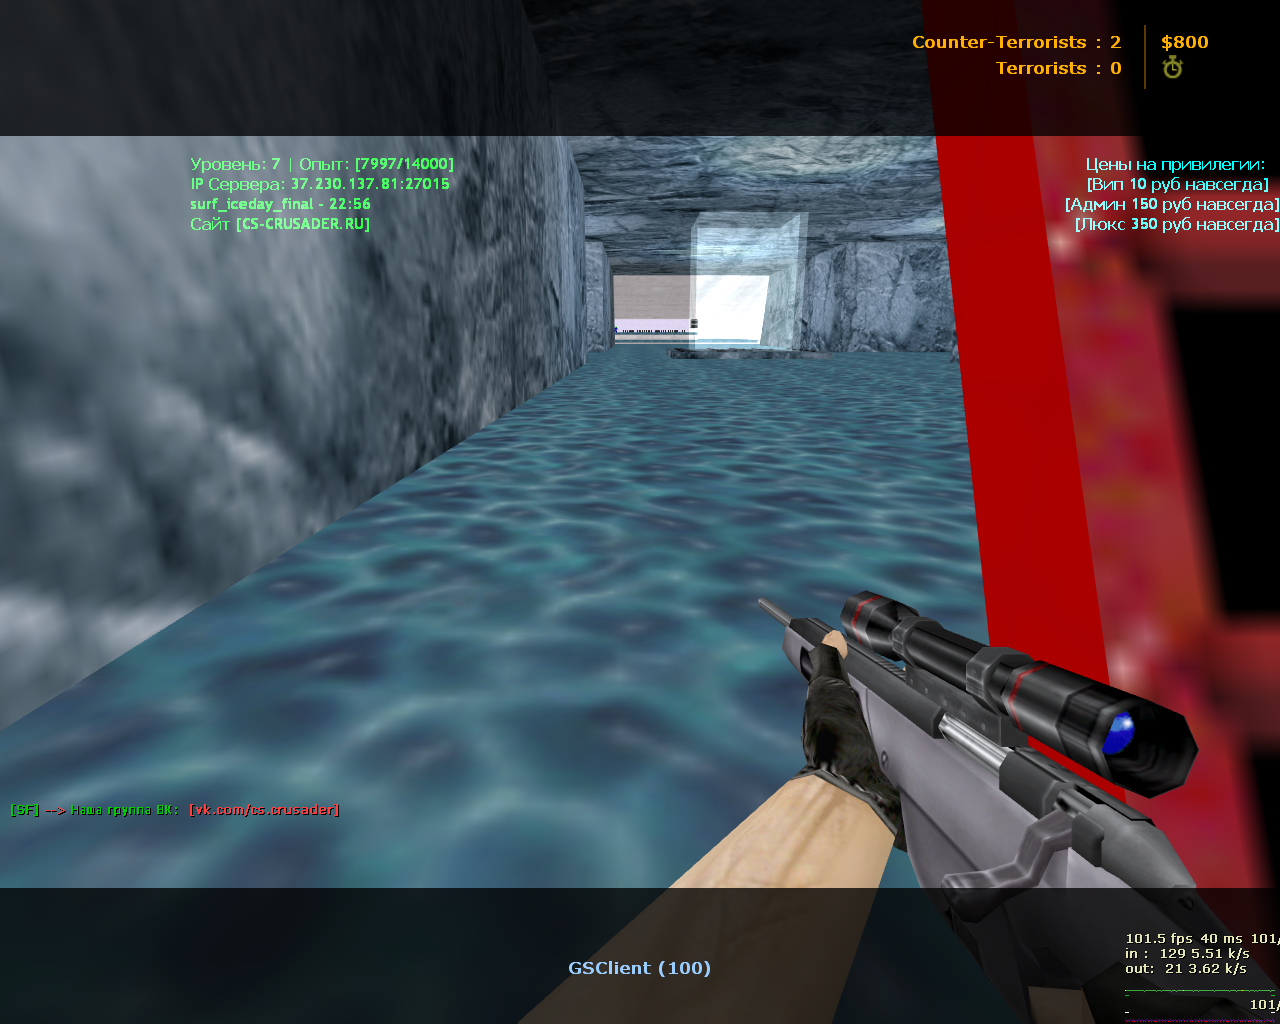 Counter-Terrorists : 2
$800
Terrorists : 0
Уровень: 7 | Опыт: [7997/14000]
IP Сервера: 37.230.137.81:27015
surf_iceday_final - 22:56
Сайт [CS-CRUSADER.RU]
Цены на привилегии:
[Вип 10 руб навсегда]
[Админ 150 руб навсегда]
[Люкс 350 руб навсегда]
[SF] --> Наша группа ВК: [vk.com/cs.crusader]
GSClient (100)
101.5 fps 40 ms 101/
in : 129 5.51 k/s
out: 21 3.62 k/s
101/